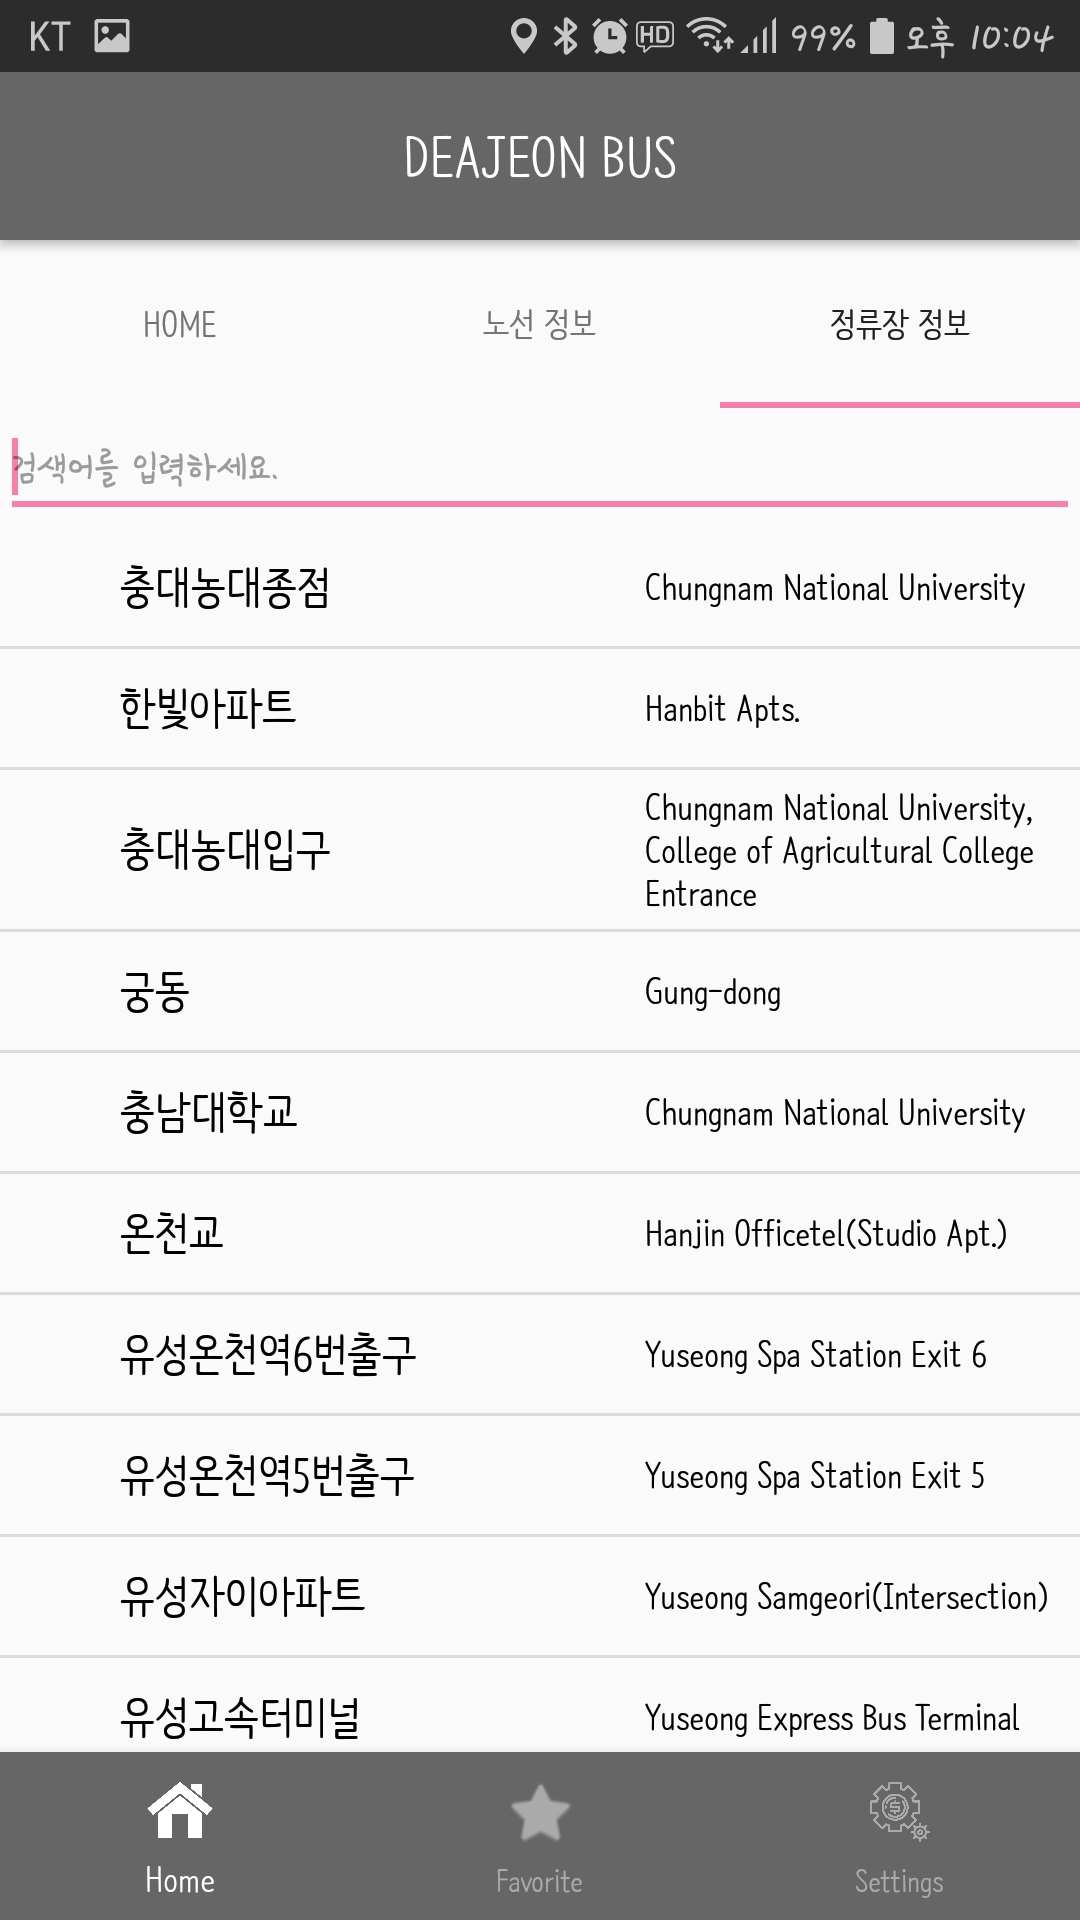 KT HD 99% 오후 10:04
DEAJEON BUS
HOME 노선 정보 정류장 정보
검색어를 입력하세요.
충대농대종점 Chungnam National University
한빛아파트 Hanbit Apts.
충대농대입구 Chungnam National University,
College of Agricultural College
Entrance
궁동 Gung-dong
충남대학교 Chungnam National University
온천교 Hanjin Officetel(Studio Apt.)
유성온천역6번출구 Yuseong Spa Station Exit 6
유성온천역5번출구 Yuseong Spa Station Exit 5
유성자이아파트 Yuseong Samgeori(Intersection)
유성고속터미널 Yuseong Express Bus Terminal
Home Favorite Settings